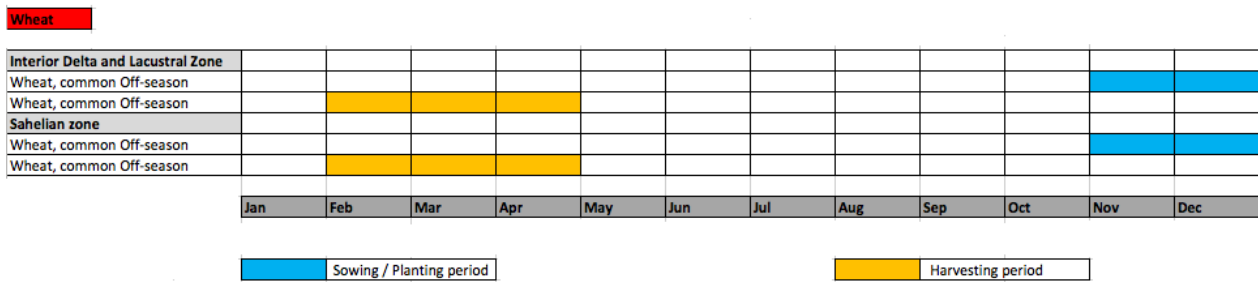 Wheat
Interior Delta and Lacustral Zone
Wheat, common Off-season
Wheat, common Off-season
Sahelian zone
Wheat, common Off-season
Wheat, common Off-season
Jan Feb Mar Apr May Jun Jul Aug Sep Oct Nov Dec
Sowing / Planting period Harvesting period